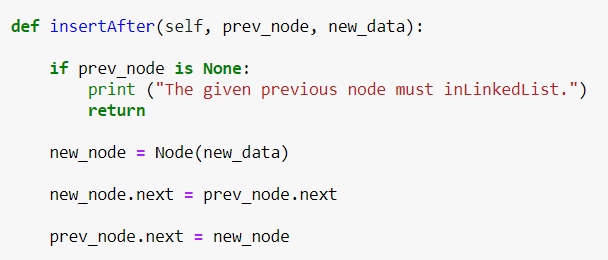 def insertAfter(self, prev_node, new_data):
    if prev_node is None:
        print ("The given previous node must inLinkedList.")
        return
    new_node = Node(new_data)
    new_node.next = prev_node.next
    prev_node.next = new_node